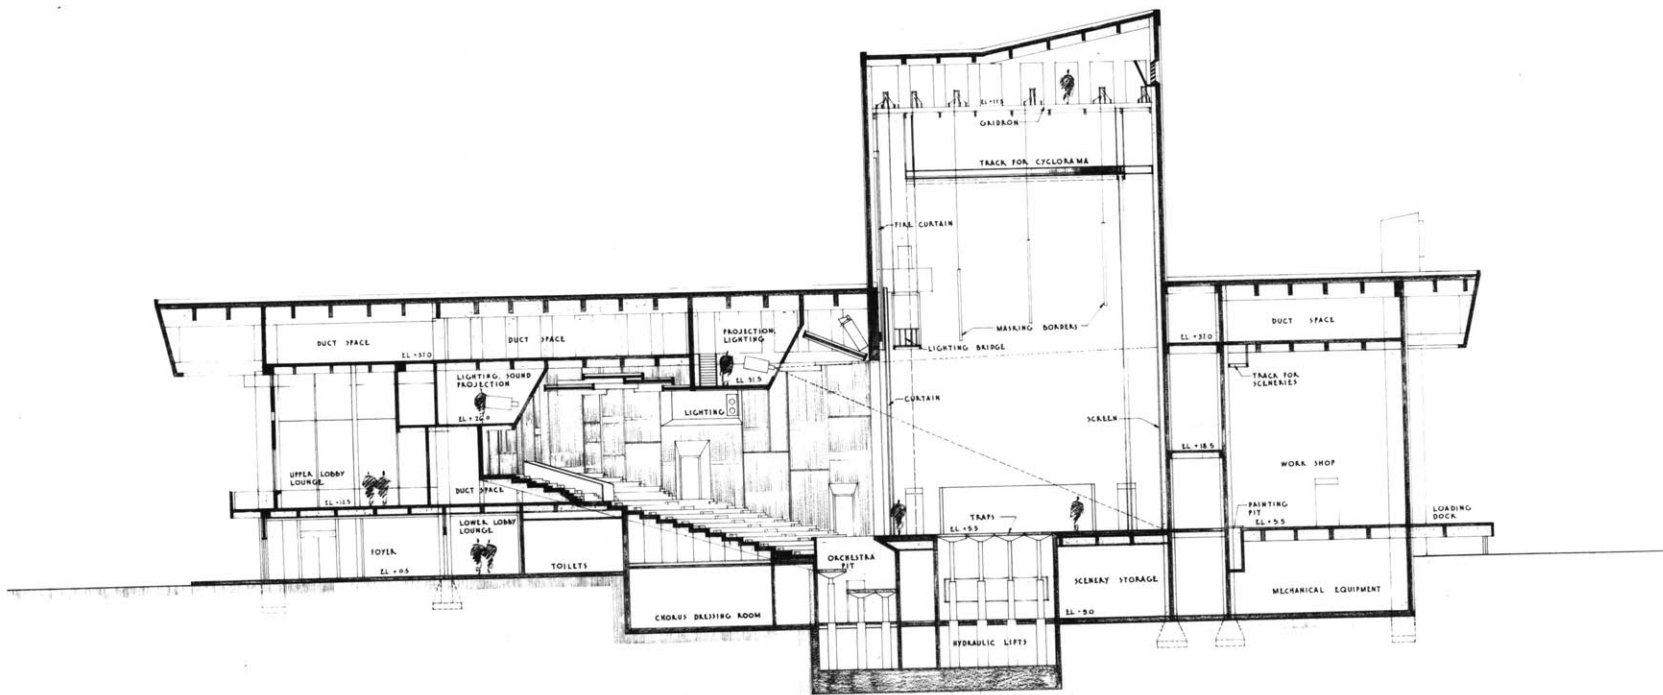 GRIDRON
TRACK FOR CYCLORAMA
FIRE CURTAIN
MASKING BORDERS
LIGHTING BRIDGE
PROJECTION,
LIGHTING
EL 31.5
DUCT SPACE
EL +37.0
DUCT SPACE
DUCT SPACE
EL +37.0
LIGHTING, SOUND
PROJECTION
LIGHTING
CURTAIN
SCREEN
TRACK FOR
SCENERIES
EL +18.5
WORK SHOP
UPPER LOBBY
LOUNGE
EL +12.5
DUCT SPACE
LOWER LOBBY
LOUNGE
FOYER
EL +0.5
TOILETS
TRAPS
EL +5.5
PAINTING
PIT
EL +5.5
LOADING
DOCK
ORCHESTRA
PIT
SCENERY STORAGE
EL -9.0
MECHANICAL EQUIPMENT
CHORUS DRESSING ROOM
HYDRAULIC LIFTS